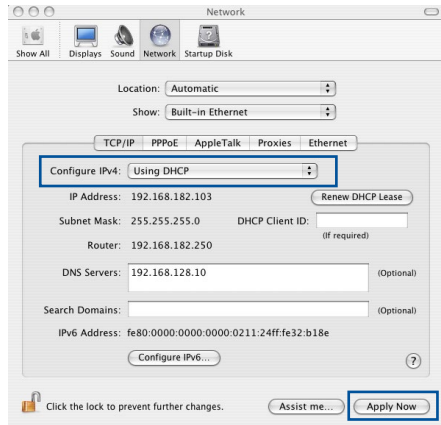 Network
Show All Displays Sound Network Startup Disk
Location: Automatic
Show: Built-in Ethernet
TCP/IP PPPoE AppleTalk Proxies Ethernet
Configure IPv4: Using DHCP
IP Address: 192.168.182.103 Renew DHCP Lease
Subnet Mask: 255.255.255.0 DHCP Client ID:
(If required)
Router: 192.168.182.250
DNS Servers: 192.168.128.10 (Optional)
Search Domains: (Optional)
IPv6 Address: fe80:0000:0000:0000:0211:24ff:fe32:b18e
Configure IPv6... ?
Click the lock to prevent further changes. Assist me... Apply Now